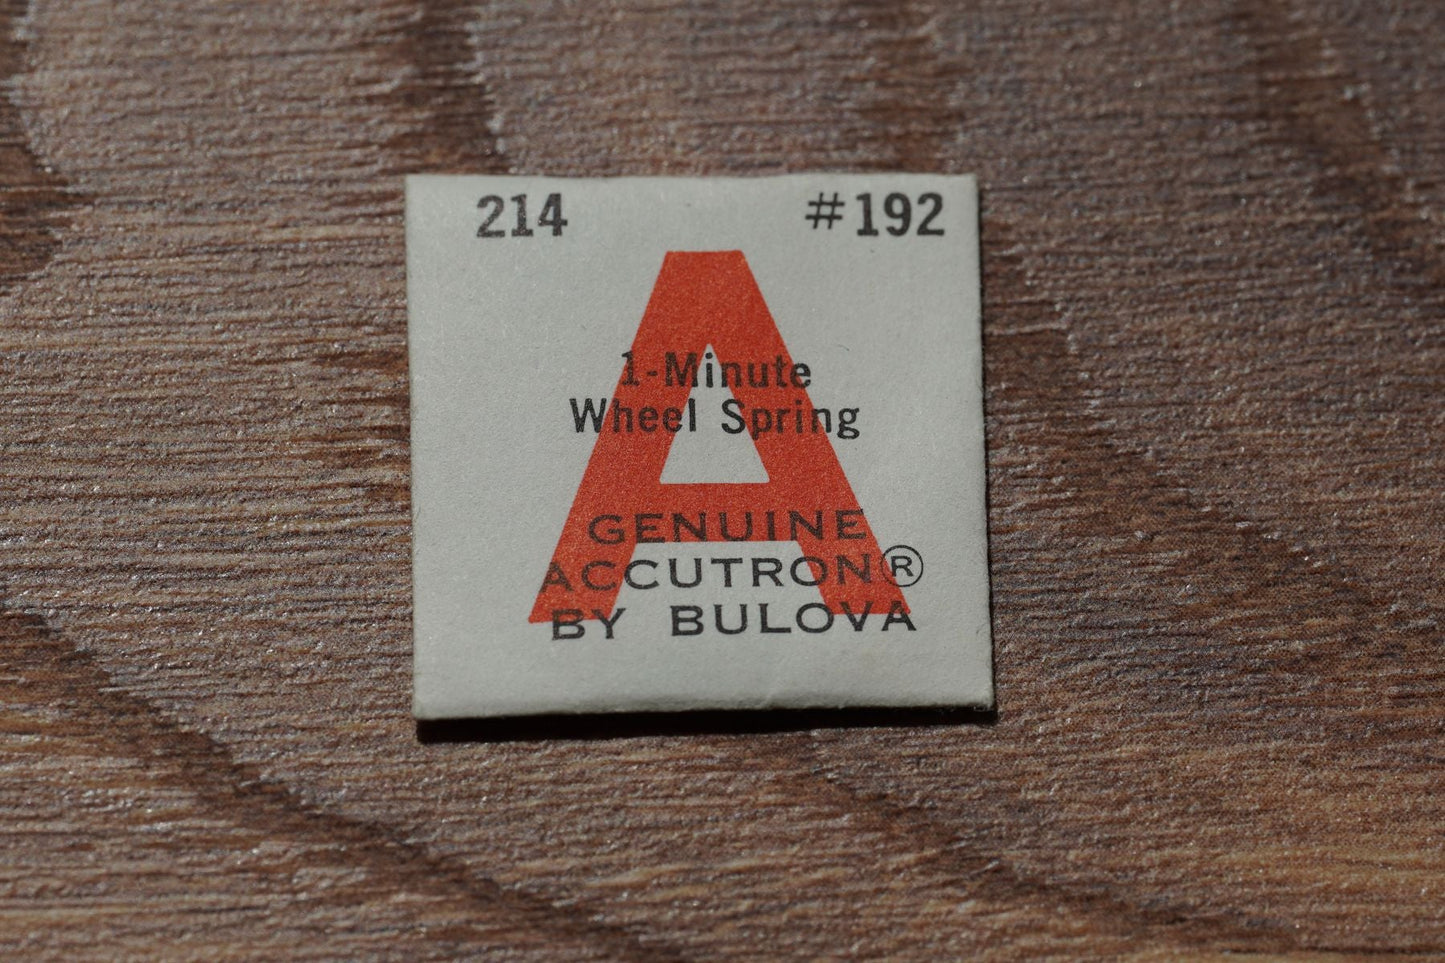 214 #192
1-Minute
Wheel Spring
GENUINE
ACCUTRON®
BY BULOVA